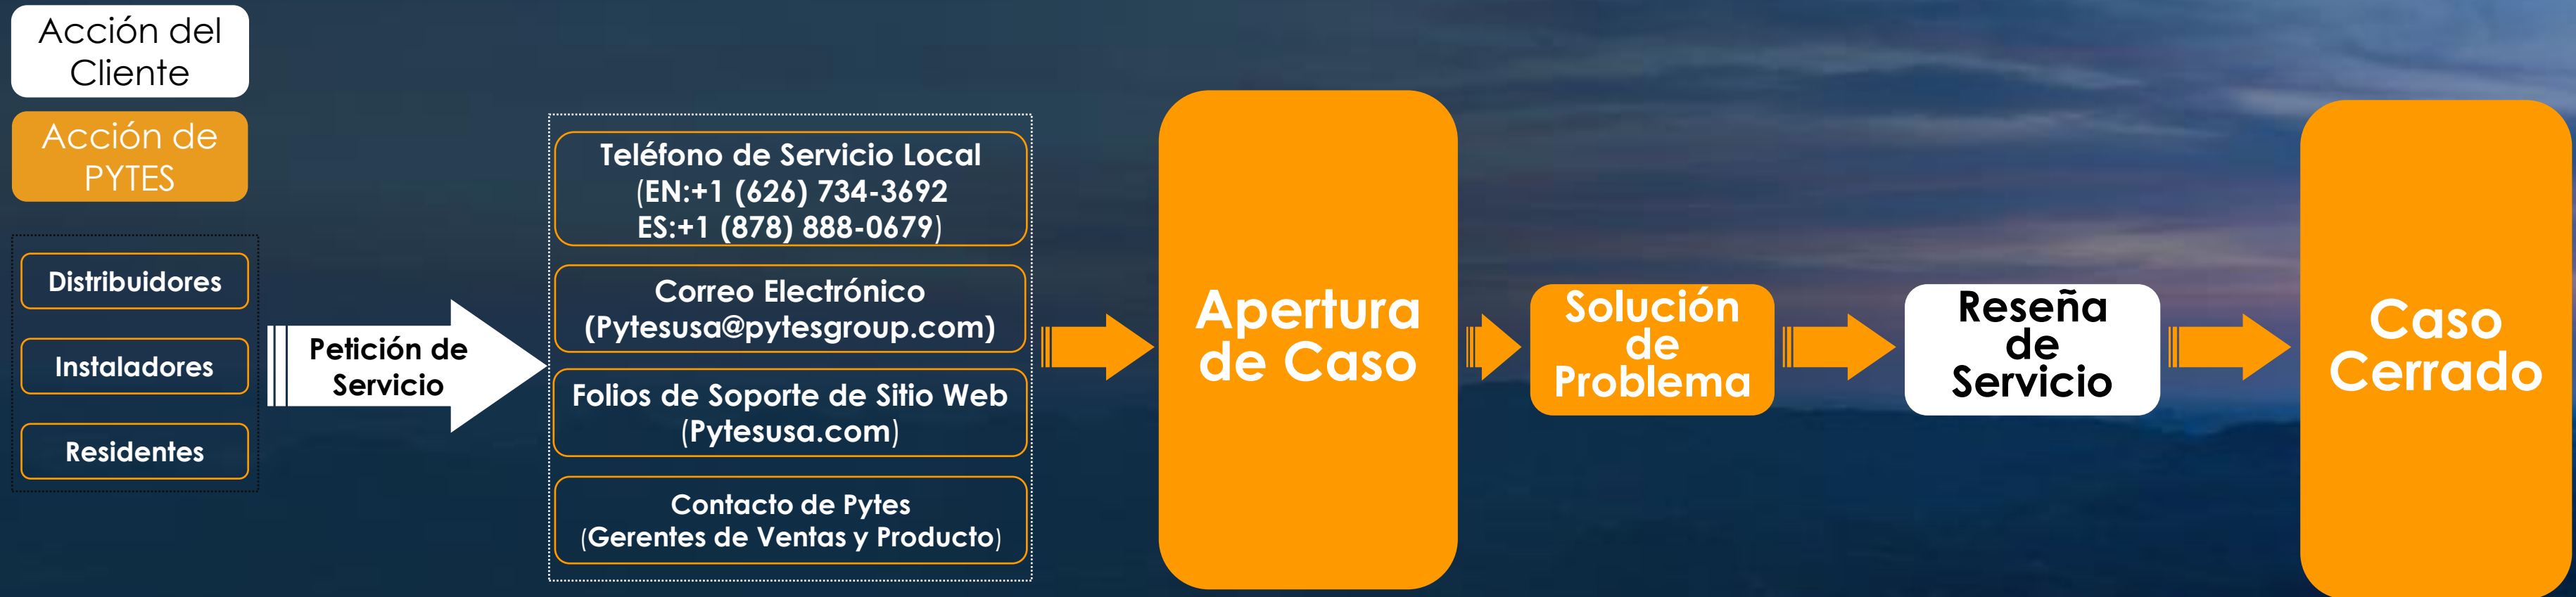 Acción del
Cliente
Acción de
PYTES
Distribuidores
Instaladores
Residentes
Petición de
Servicio
Teléfono de Servicio Local
(EN:+1 (626) 734-3692
ES:+1 (878) 888-0679)
Correo Electrónico
(Pytesusa@pytesgroup.com)
Folios de Soporte de Sitio Web
(Pytesusa.com)
Contacto de Pytes
(Gerentes de Ventas y Producto)
Apertura
de Caso
Solución
de
Problema
Reseña
de
Servicio
Caso
Cerrado